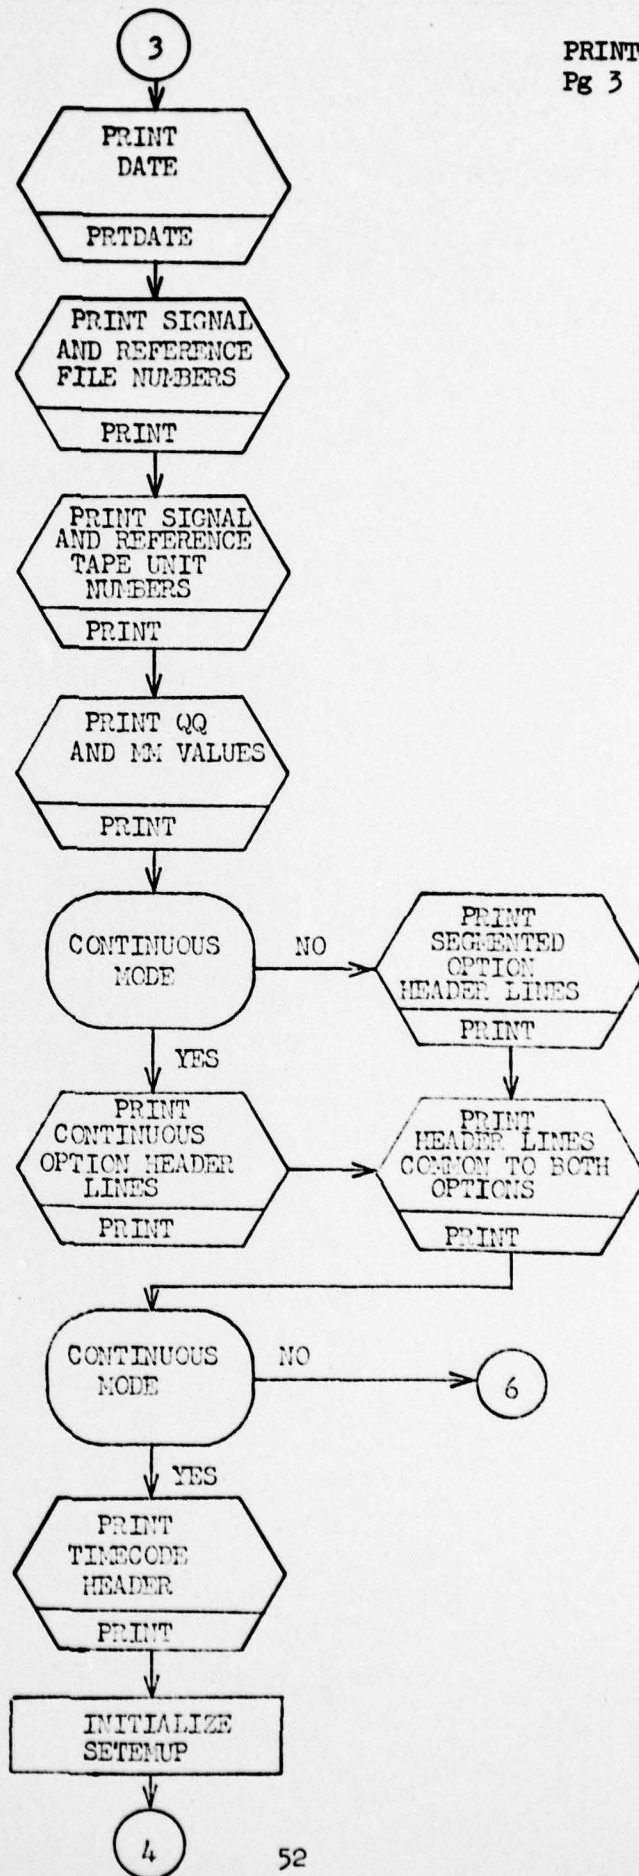 3
PRINT
Pg 3
PRINT
DATE
PRTDATE
PRINT SIGNAL
AND REFERENCE
FILE NUMBERS
PRINT
PRINT SIGNAL
AND REFERENCE
TAPE UNIT
NUMBERS
PRINT
PRINT QQ
AND MM VALUES
PRINT
CONTINUOUS
MODE
NO
PRINT
SEGMENTED
OPTION
HEADER LINES
PRINT
YES
PRINT
CONTINUOUS
OPTION HEADER
LINES
PRINT
PRINT
HEADER LINES
COMMON TO BOTH
OPTIONS
PRINT
CONTINUOUS
MODE
NO
6
YES
PRINT
TIMECODE
HEADER
PRINT
INITIALIZE
SETEMUP
4
52